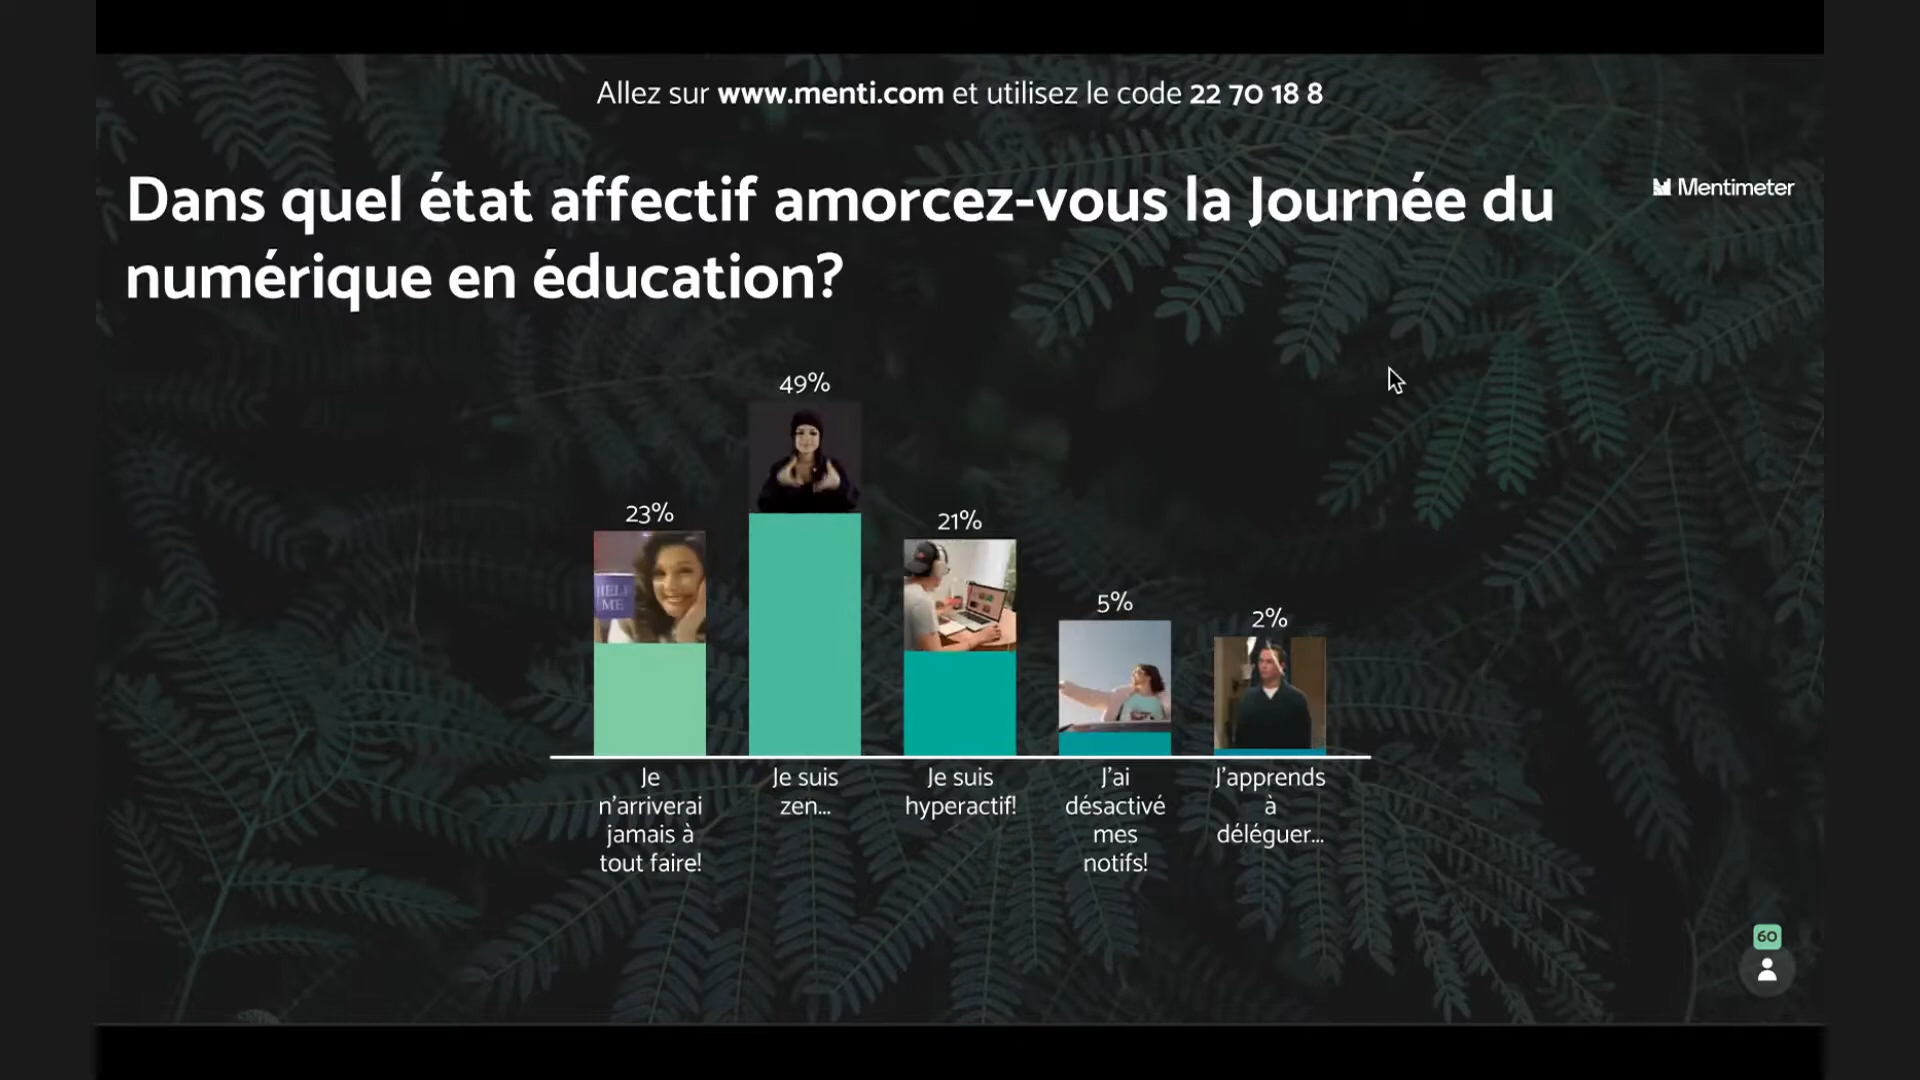 Allez sur www.menti.com et utilisez le code 22 70 18 8
Dans quel état affectif amorcez-vous la Journée du
numérique en éducation?
Mentimeter
49%
23%
21%
5%
2%
HELP
ME
Je
n'arriverai
jamais à
tout faire!
Je suis
zen...
Je suis
hyperactif!
J'ai
désactivé
mes
notifs!
J'apprends
à
déléguer...
60